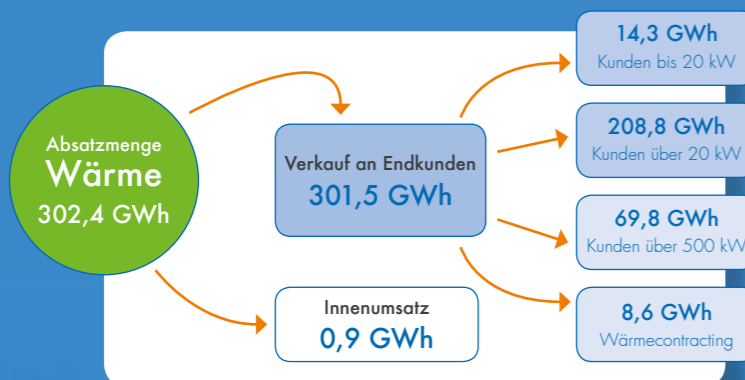 Absatzmenge
Wärme
302,4 GWh
Verkauf an Endkunden
301,5 GWh
Innenumsatz
0,9 GWh
14,3 GWh
Kunden bis 20 kW
208,8 GWh
Kunden über 20 kW
69,8 GWh
Kunden über 500 kW
8,6 GWh
Wärmecontracting